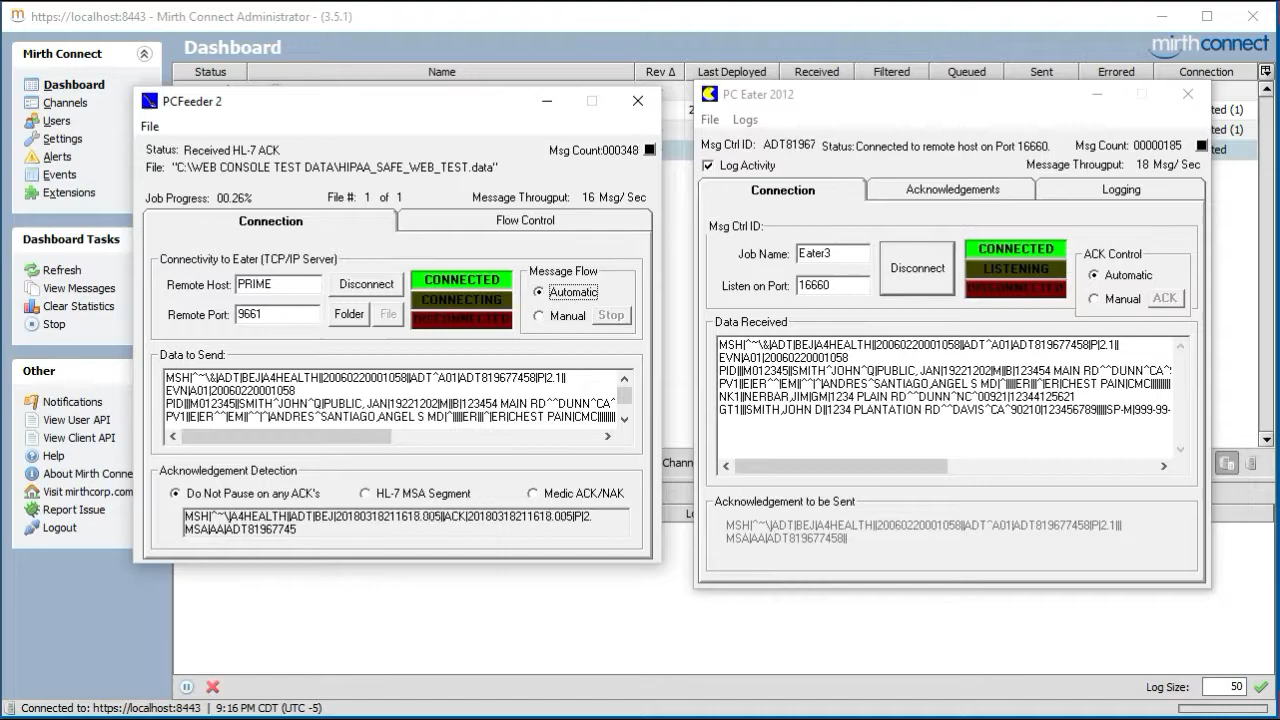 https://localhost:8443 - Mirth Connect Administrator - (3.5.1)
Mirth Connect
Dashboard
Channels
Users
Settings
Alerts
Events
Extensions
Dashboard Tasks
Refresh
View Messages
Clear Statistics
Stop
Other
Notifications
View User API
View Client API
Help
About Mirth Conne
Visit mirthcorp.com
Report Issue
Logout
Dashboard
mirthconnect
Status Name Rev Δ Last Deployed Received Filtered Queued Sent Errored Connection
ted (1)
ted (1)
ted
PCFeeder 2
File
Status: Received HL-7 ACK
Msg Count:000348
File: "C:\WEB CONSOLE TEST DATA\HIPAA_SAFE_WEB_TEST.data"
Job Progress: 00.26% File #: 1 of 1 Message Througput: 16 Msg/ Sec
Connection Flow Control
Connectivity to Eater (TCP/IP Server)
Remote Host: PRIME Disconnect
Remote Port: 9661 Folder File
CONNECTED
CONNECTING
DISCONNECTED
Message Flow
Automatic
Manual Stop
Data to Send:
MSH|^~\&|ADT|BEJ|A4HEALTH||20060220001058||ADT^A01|ADT819677458|P|2.1||
EVN|A01|20060220001058
PID|||M012345||SMITH^JOHN^Q|PUBLIC, JAN|19221202|M||B|123454 MAIN RD^^DUNN^CA^
PV1||E|ER^^|EM||^^|^|ANDRES^SANTIAGO,ANGEL S MD|^||||||ER|||^|ER|CHEST PAIN|CMC|||||||||
Acknowledgement Detection
Do Not Pause on any ACK's HL-7 MSA Segment Medic ACK/NAK
MSH|^~\|A4HEALTH||ADT|BEJ|20180318211618.005||ACK|20180318211618.005|P|2.
MSA|AA|ADT81967745
PC Eater 2012
File Logs
Msg Ctrl ID: ADT81967 Status:Connected to remote host on Port 16660. Msg Count: 00000185
Log Activity
Message Througput: 18 Msg/ Sec
Connection Acknowledgements Logging
Msg Ctrl ID:
Job Name: Eater3
Listen on Port: 16660
Disconnect
CONNECTED
LISTENING
DISCONNECTED
ACK Control
Automatic
Manual ACK
Data Received
MSH|^~\&|ADT|BEJ|A4HEALTH||20060220001058||ADT^A01|ADT819677458|P|2.1||
EVN|A01|20060220001058
PID|||M012345||SMITH^JOHN^Q|PUBLIC, JAN|19221202|M||B|123454 MAIN RD^^DUNN^CA^
PV1||E|ER^^|EM||^^|^|ANDRES^SANTIAGO,ANGEL S MD|^||||||ER|||^|ER|CHEST PAIN|CMC|||||||||
NK1||NERBAR,JIM|GM|1234 PLAIN RD^^DUNN^NC^00921|12344125621
GT1||SMITH,JOHN D||1234 PLANTATION RD^^DAVIS^CA^90210|123456789|||||SP-M|999-99-
Acknowledgement to be Sent
MSH|^~\|ADT|BEJ|A4HEALTH||20060220001058||ADT^A01|ADT819677458|P|2.1||
MSA|AA|ADT819677458||
Chann
Lo
Log Size: 50
Connected to: https://localhost:8443 | 9:16 PM CDT (UTC -5)